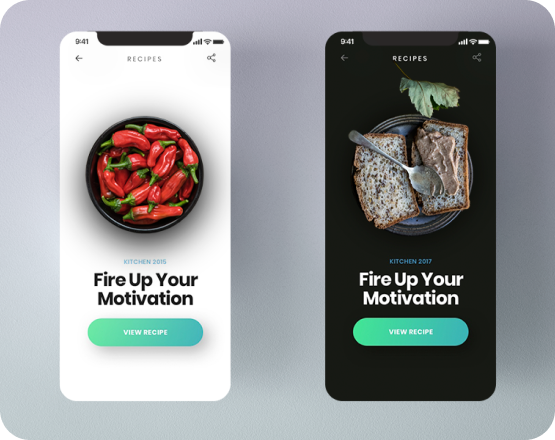 9:41
RECIPES
KITCHEN 2015
Fire Up Your
Motivation
VIEW RECIPE
9:41
RECIPES
KITCHEN 2017
Fire Up Your
Motivation
VIEW RECIPE